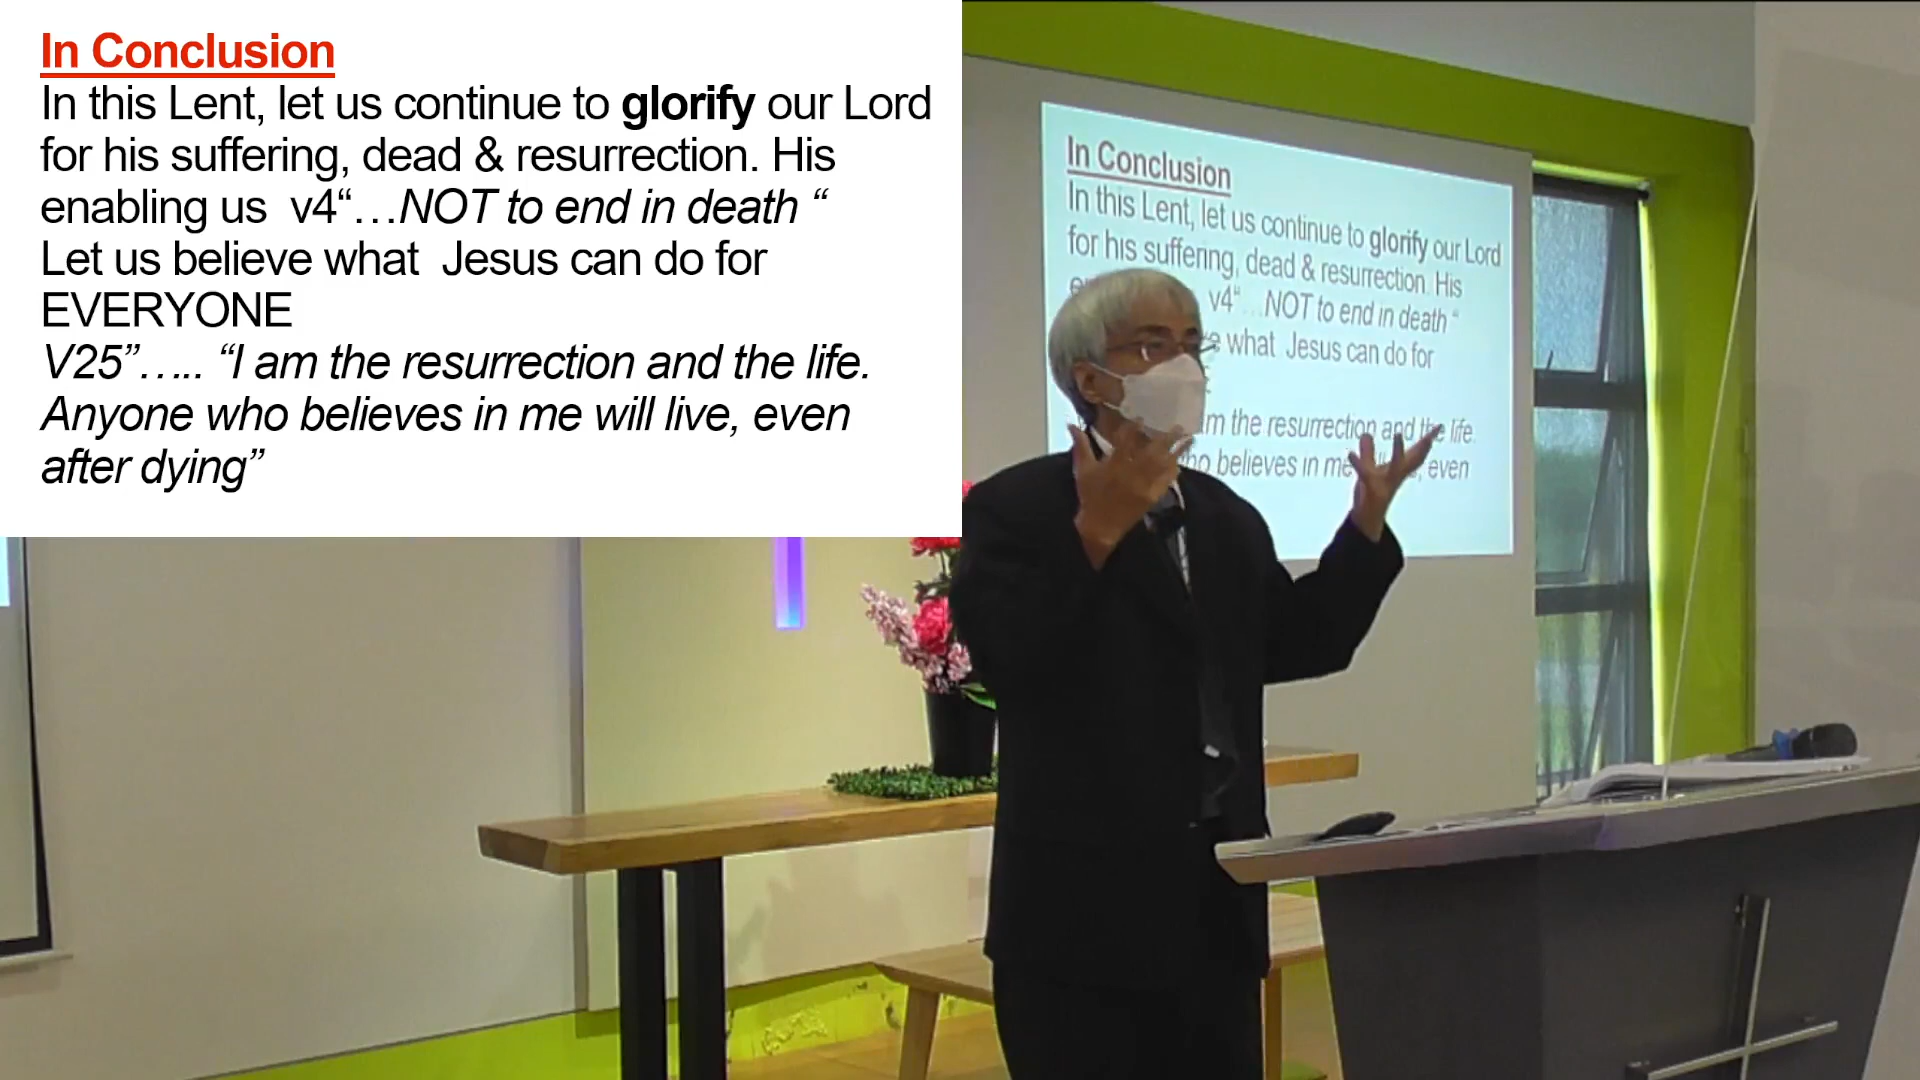 In Conclusion
In this Lent, let us continue to glorify our Lord
for his suffering, dead & resurrection. His
enabling us  v4“…NOT to end in death “
Let us believe what  Jesus can do for
EVERYONE
V25”….. “I am the resurrection and the life.
Anyone who believes in me will live, even
after dying”
In Conclusion
In this Lent, let us continue to glorify our Lord
for his suffering, dead & resurrection. His
v4“…NOT to end in death “
what  Jesus can do for
the resurrection and the life.
believes in me even